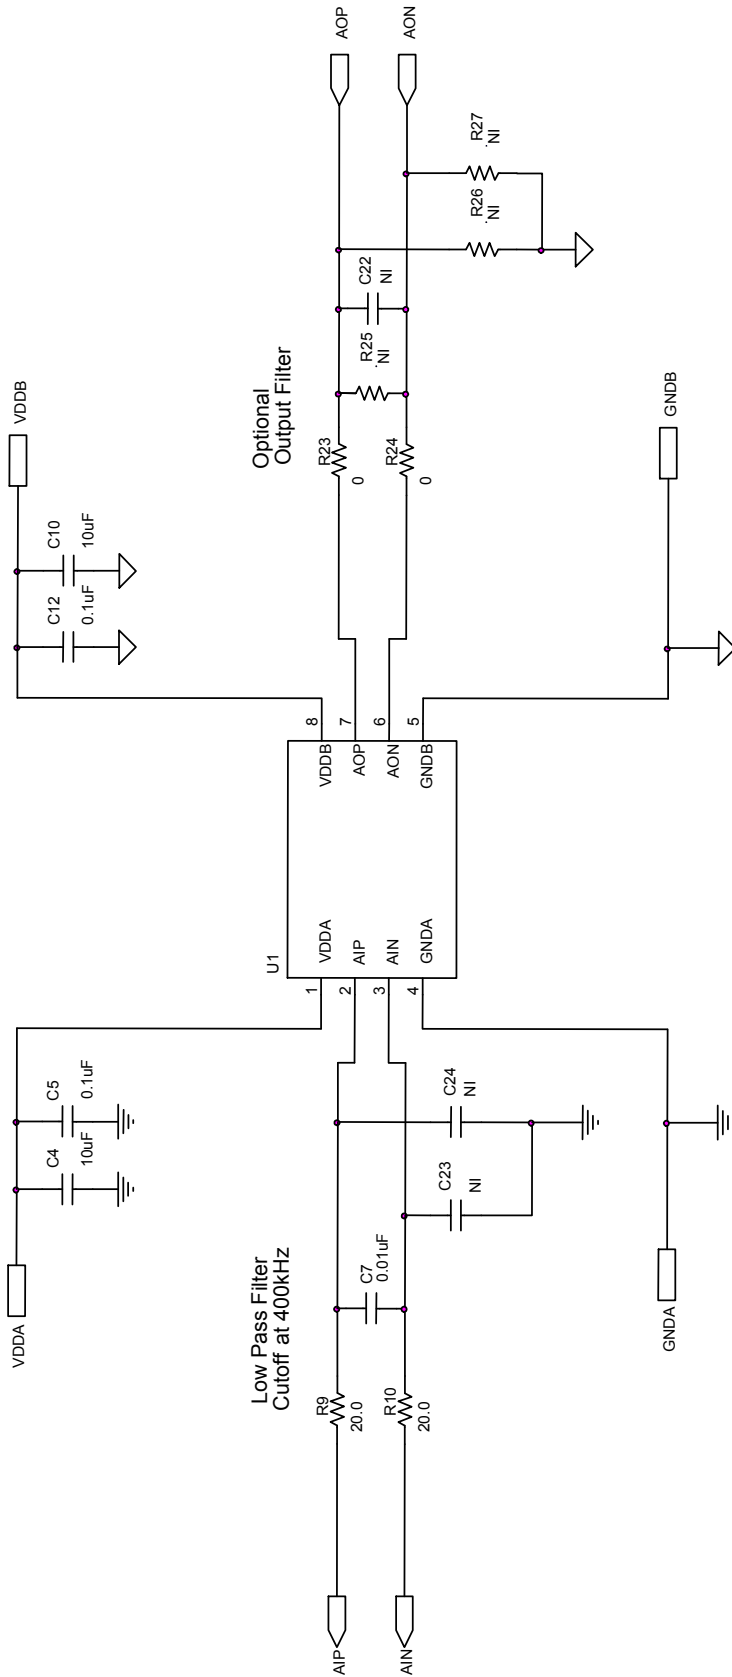 VDDA
C4
10uF
C5
0.1uF
C12
0.1uF
C10
10uF
VDDB
Low Pass Filter
Cutoff at 400kHz
Optional
Output Filter
AIP
R9
20.0
C7
0.01uF
AIN
R10
20.0
C23
NI
C24
NI
U1
1
VDDA
2
AIP
3
AIN
4
GNDA
VDDB
8
AOP
7
AON
6
GNDB
5
R23
0
R24
0
R25
.NI
C22
NI
R26
.NI
R27
.NI
AOP
AON
GNDA
GNDB